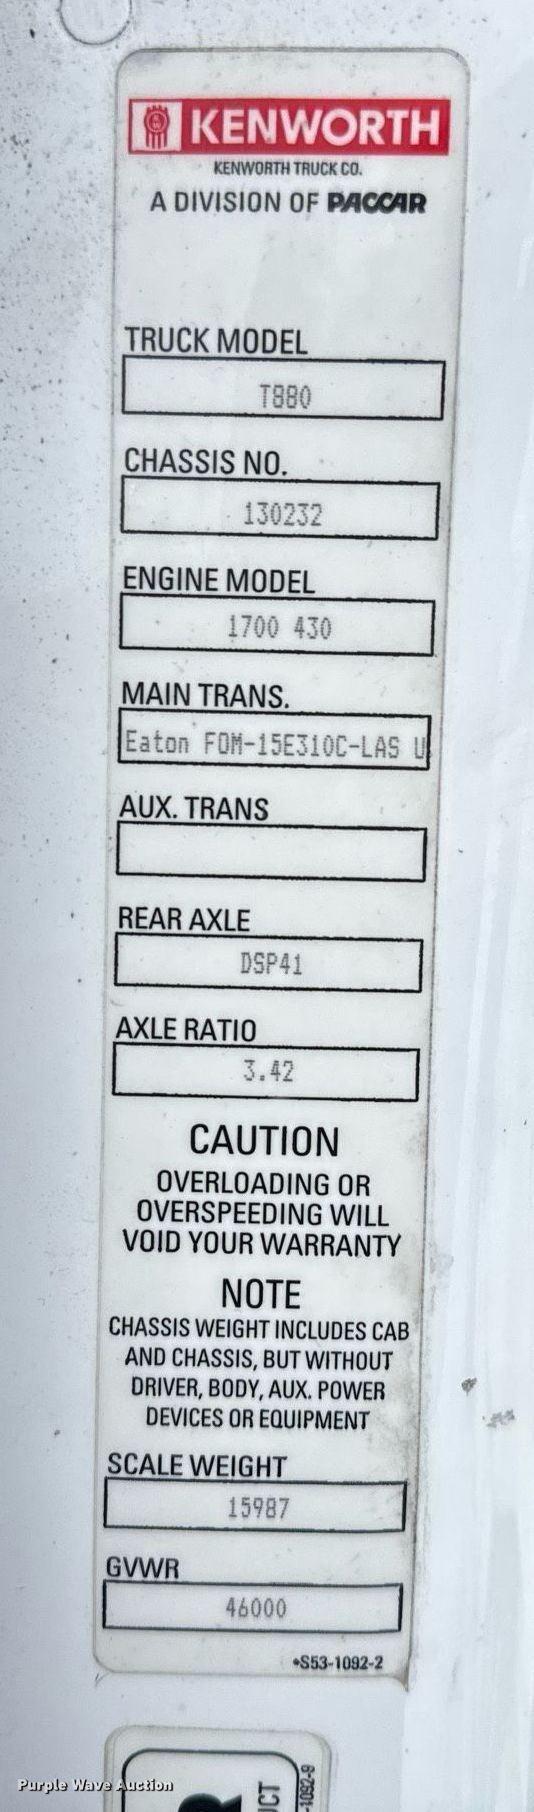 KENWORTH
KENWORTH TRUCK CO.
A DIVISION OF PACCAR
TRUCK MODEL
T880
CHASSIS NO.
130232
ENGINE MODEL
1700 430
MAIN TRANS.
Eaton FOM-15E310C-LAS U
AUX. TRANS
REAR AXLE
DSP41
AXLE RATIO
3.42
CAUTION
OVERLOADING OR
OVERSPEEDING WILL
VOID YOUR WARRANTY
NOTE
CHASSIS WEIGHT INCLUDES CAB
AND CHASSIS, BUT WITHOUT
DRIVER, BODY, AUX. POWER
DEVICES OR EQUIPMENT
SCALE WEIGHT
15987
GVWR
46000
•S53-1092-2
Purple Wave Auction